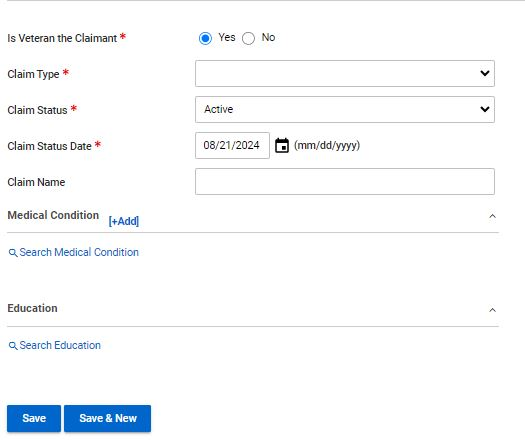 Is Veteran the Claimant * Yes No
Claim Type *
Claim Status * Active
Claim Status Date * 08/21/2024 (mm/dd/yyyy)
Claim Name
Medical Condition [+Add]
Search Medical Condition
Education
Search Education
Save Save & New